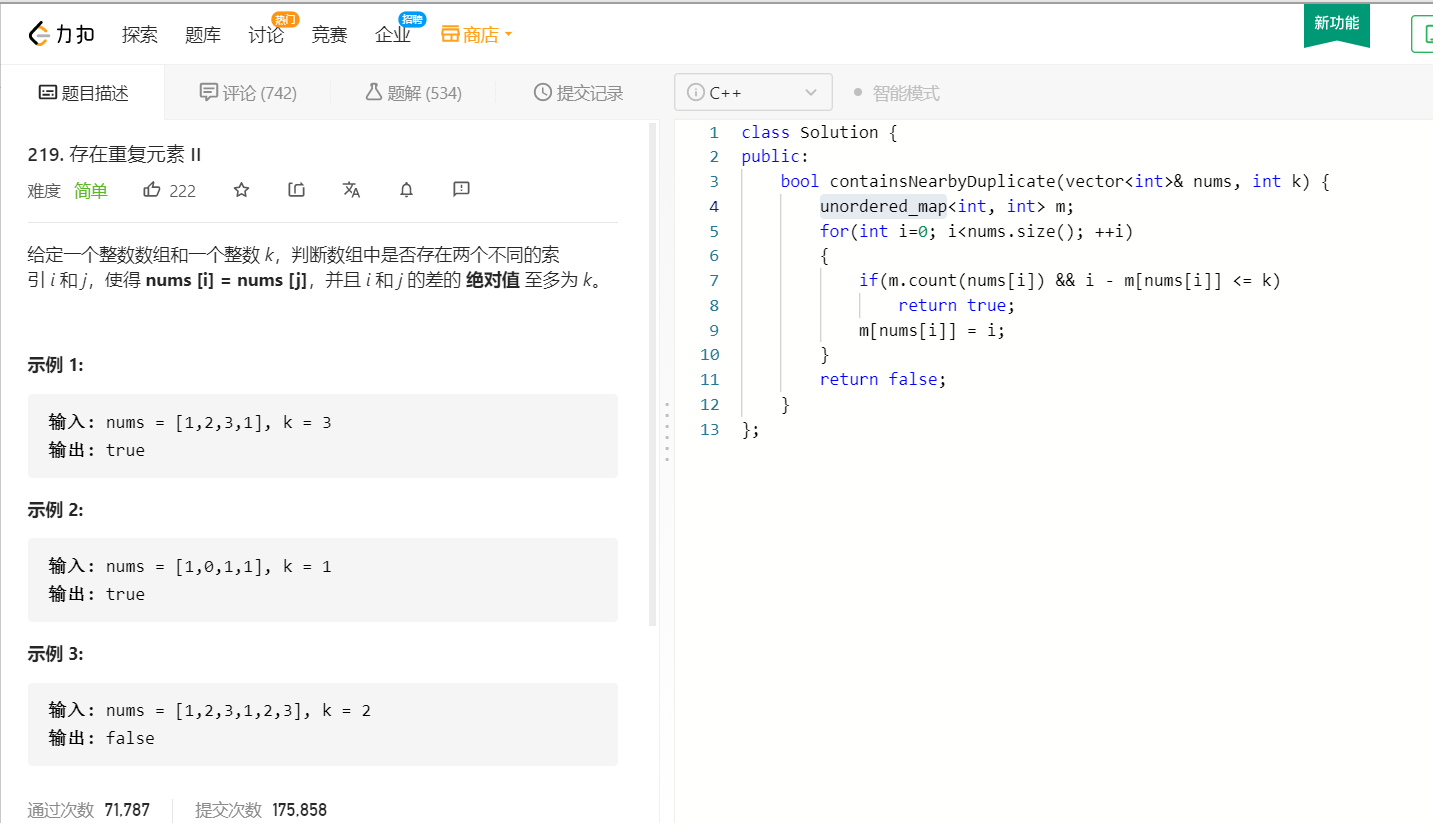 力扣 探索 题库 讨论 热门 竞赛 企业 招聘 商店 新功能
题目描述 评论 (742) 题解 (534) 提交记录 C++ 智能模式
219. 存在重复元素 II
难度 简单 222
给定一个整数数组和一个整数 k，判断数组中是否存在两个不同的索
引 i 和 j，使得 nums [i] = nums [j]，并且 i 和 j 的差的 绝对值 至多为 k。
示例 1:
输入: nums = [1,2,3,1], k = 3
输出: true
示例 2:
输入: nums = [1,0,1,1], k = 1
输出: true
示例 3:
输入: nums = [1,2,3,1,2,3], k = 2
输出: false
通过次数 71,787 提交次数 175,858
1 class Solution {
2 public:
3 bool containsNearbyDuplicate(vector<int>& nums, int k) {
4 unordered_map<int, int> m;
5 for(int i=0; i<nums.size(); ++i)
6 {
7 if(m.count(nums[i]) && i - m[nums[i]] <= k)
8 return true;
9 m[nums[i]] = i;
10 }
11 return false;
12 }
13 };